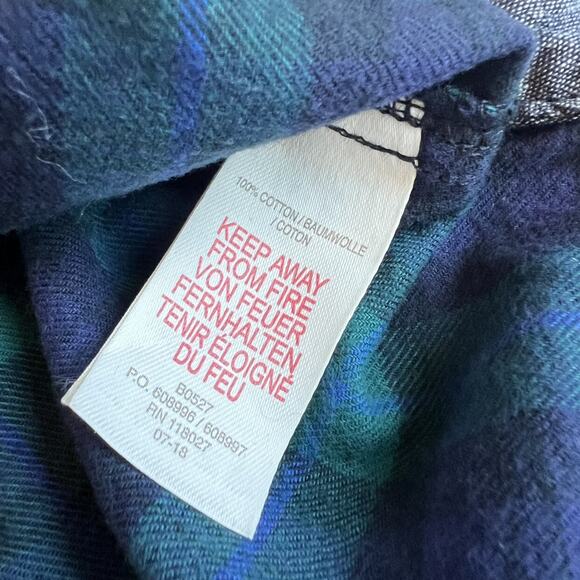 100% COTTON / BAUMWOLLE
/ COTON
KEEP AWAY
FROM FIRE
VON FEUER
FERNHALTEN
TENIR ÉLOIGNÉ
DU FEU
B0527
P.O. 608996 / 608997
RN 118027
07-18